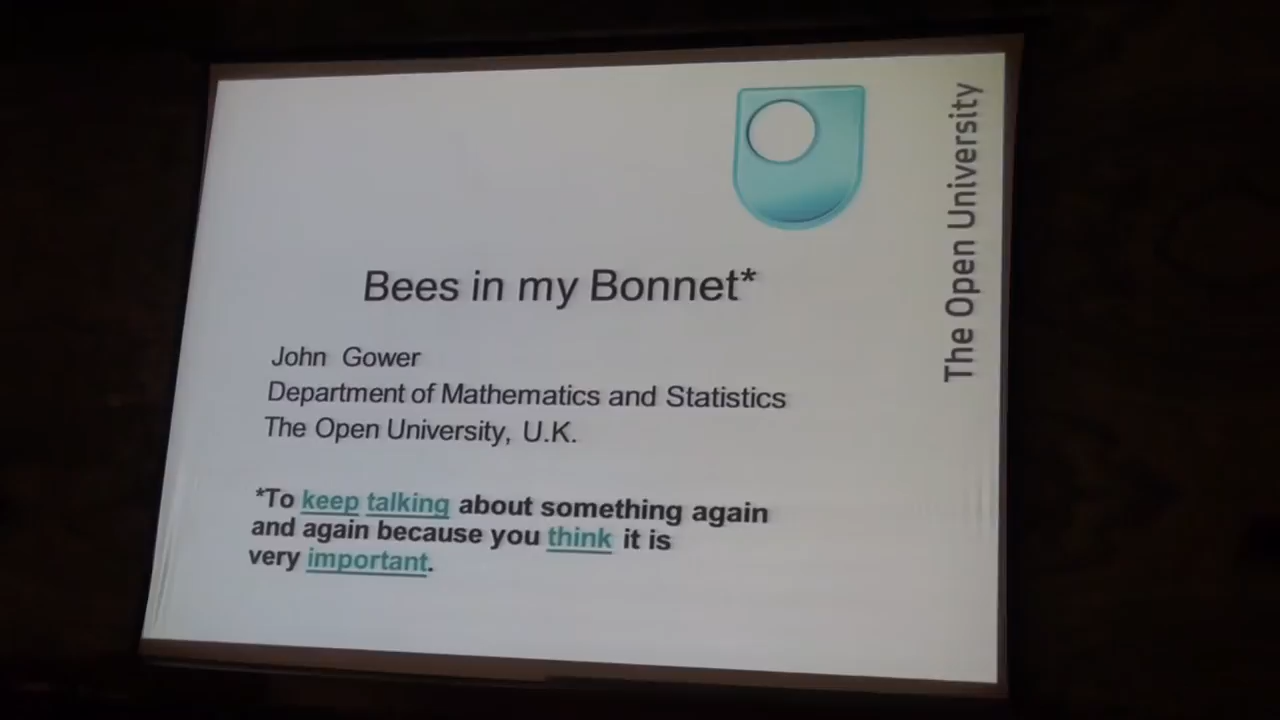 The Open University
Bees in my Bonnet*
John Gower
Department of Mathematics and Statistics
The Open University, U.K.
*To keep talking about something again
and again because you think it is
very important.